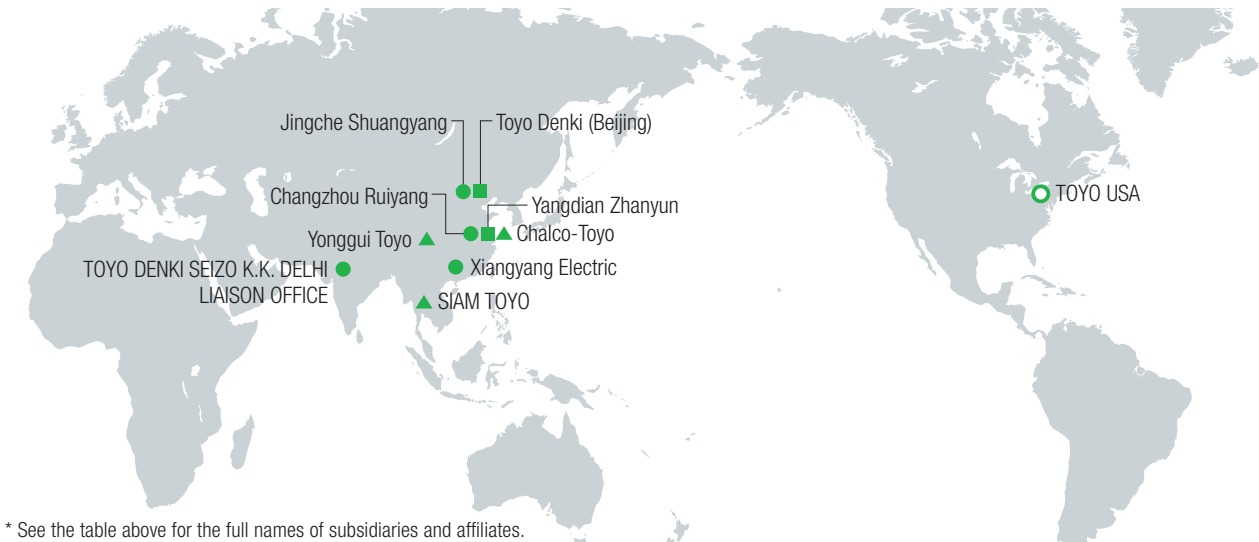 Jingche Shuangyang
Toyo Denki (Beijing)
Changzhou Ruiyang
Yangdian Zhanyun
TOYO USA
Yonggui Toyo
Chalco-Toyo
TOYO DENKI SEIZO K.K. DELHI
LIAISON OFFICE
Xiangyang Electric
SIAM TOYO
* See the table above for the full names of subsidiaries and affiliates.